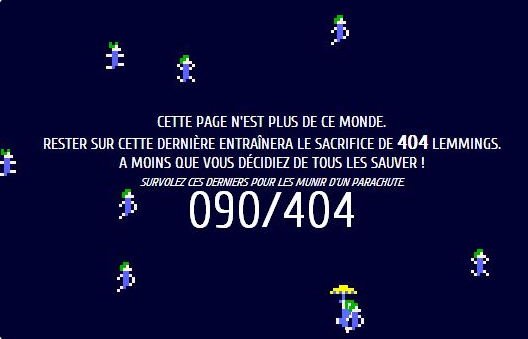 CETTE PAGE N'EST PLUS DE CE MONDE.
RESTER SUR CETTE DERNIÈRE ENTRAÎNERA LE SACRIFICE DE 404 LEMMINGS.
A MOINS QUE VOUS DÉCIDIEZ DE TOUS LES SAUVER !
SURVOLEZ CES DERNIERS POUR LES MUNIR D'UN PARACHUTE.
090/404